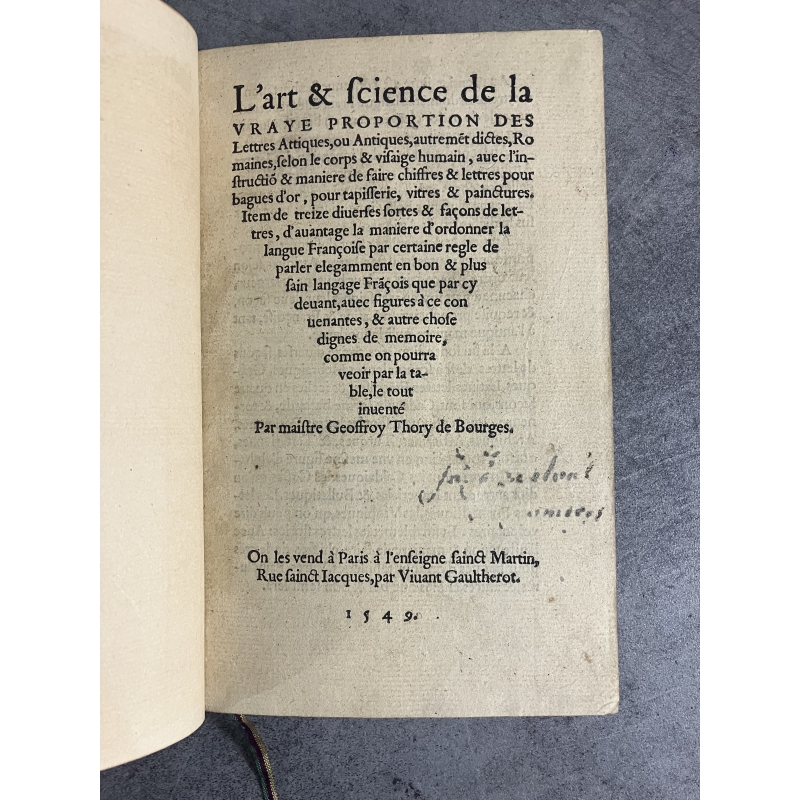 L'art & ſcience de la
VRAYE PROPORTION DES
Lettres Attiques, ou Antiques, autremēt dictes, Ro
maines, ſelon le corps & viſaige humain, auec l'in-
ſtructiō & maniere de faire chiffres & lettres pour
bagues d'or, pour tapiſſerie, vitres & painctures.
Item de treize diuerſes ſortes & façons de let-
tres, d'auantage la maniere d'ordonner la
langue Françoiſe par certaine regle de
parler elegamment en bon & plus
ſain langage Frāçois que par cy
deuant, auec figures à ce con
uenantes, & autre choſe
dignes de memoire,
comme on pourra
veoir par la ta-
ble, le tout
inuenté
Par maiſtre Geoffroy Thory de Bourges.
On les vend à Paris à l'enſeigne ſainct Martin,
Rue ſainct Iacques, par Viuant Gaultherot.
1549.